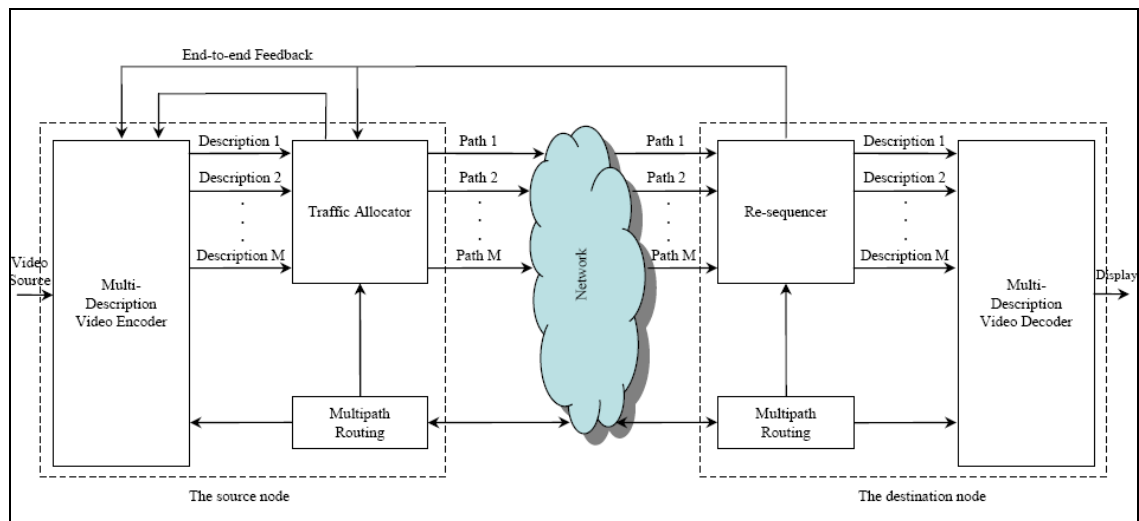 End-to-end Feedback
Description 1
Description 2
Description M
Video
Source
Multi-
Description
Video Encoder
Traffic Allocator
Multipath
Routing
The source node
Path 1
Path 2
Path M
Network
Path 1
Path 2
Path M
Re-sequencer
Multipath
Routing
Description 1
Description 2
Description M
Multi-
Description
Video Decoder
Display
The destination node